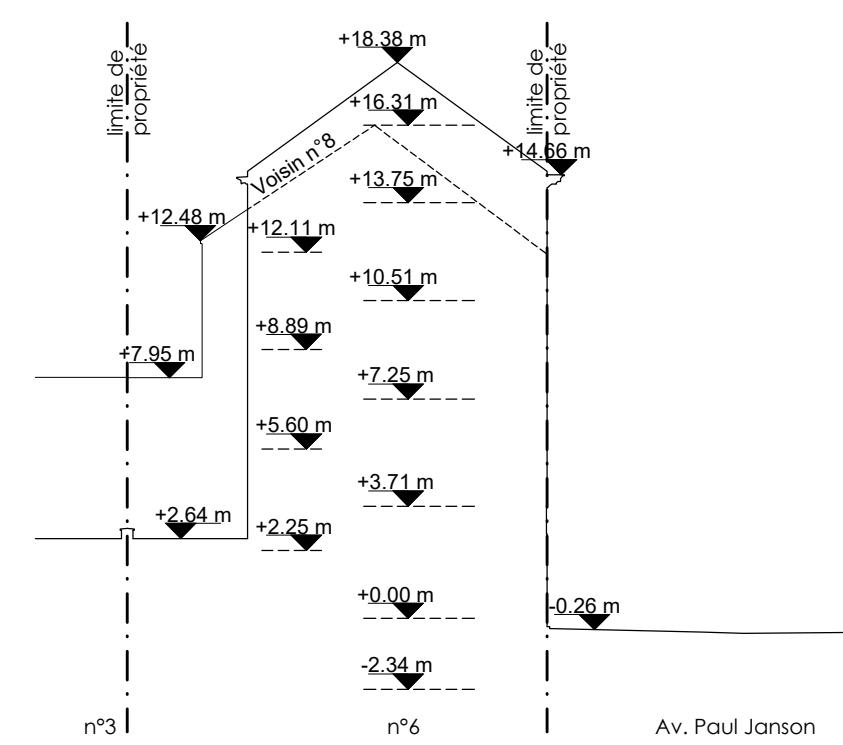 +18.38 m
limite de
propriété
limite de
propriété
+16.31 m
+14.66 m
Voisin n°8
+13.75 m
+12.48 m
+12.11 m
+10.51 m
+8.89 m
+7.95 m
+7.25 m
+5.60 m
+3.71 m
+2.64 m
+2.25 m
+0.00 m
-0.26 m
-2.34 m
n°3
n°6
Av. Paul Janson